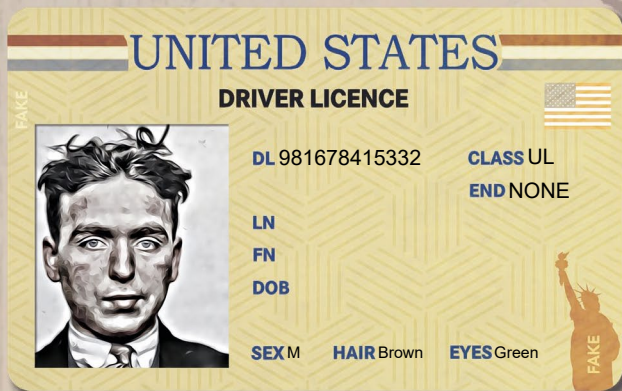 UNITED STATES
DRIVER LICENCE
FAKE
DL 981678415332 CLASS UL
END NONE
LN
FN
DOB
SEX M HAIR Brown EYES Green
FAKE